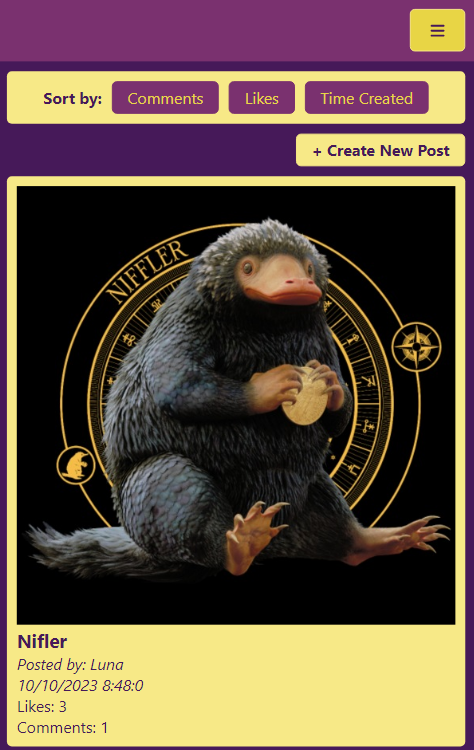 Sort by: Comments Likes Time Created
+ Create New Post
NIFFLER
Nifler
Posted by: Luna
10/10/2023 8:48:0
Likes: 3
Comments: 1